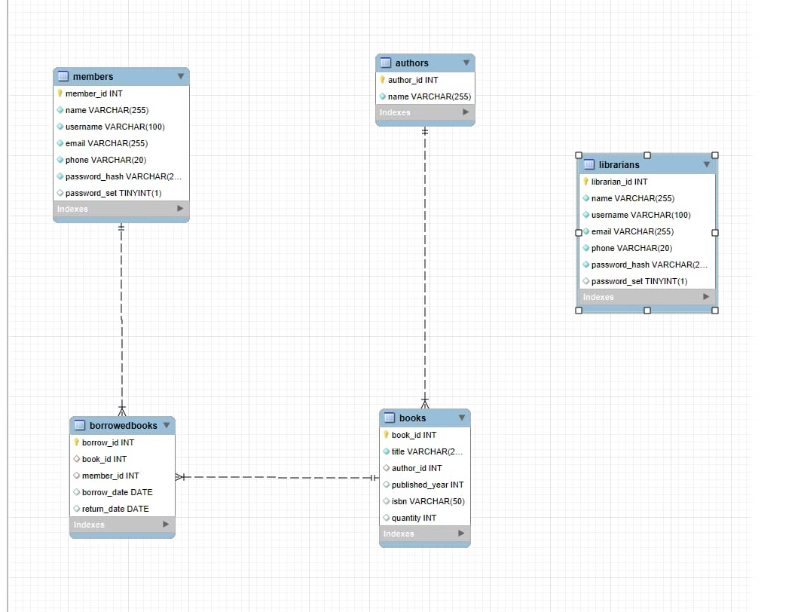 members
member_id INT
name VARCHAR(255)
username VARCHAR(100)
email VARCHAR(255)
phone VARCHAR(20)
password_hash VARCHAR(2...
password_set TINYINT(1)
Indexes
authors
author_id INT
name VARCHAR(255)
Indexes
librarians
librarian_id INT
name VARCHAR(255)
username VARCHAR(100)
email VARCHAR(255)
phone VARCHAR(20)
password_hash VARCHAR(2...
password_set TINYINT(1)
Indexes
borrowedbooks
borrow_id INT
book_id INT
member_id INT
borrow_date DATE
return_date DATE
Indexes
books
book_id INT
title VARCHAR(2...
author_id INT
published_year INT
isbn VARCHAR(50)
quantity INT
Indexes